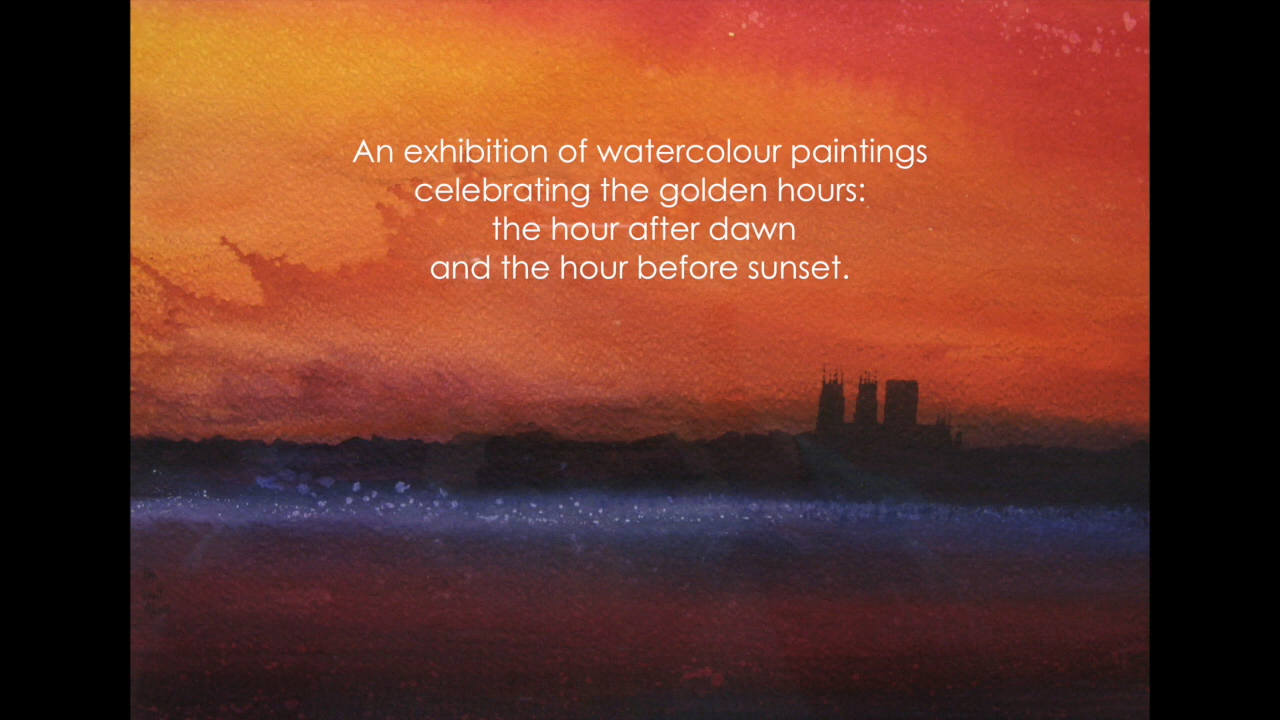 An exhibition of watercolour paintings
celebrating the golden hours:
the hour after dawn
and the hour before sunset.